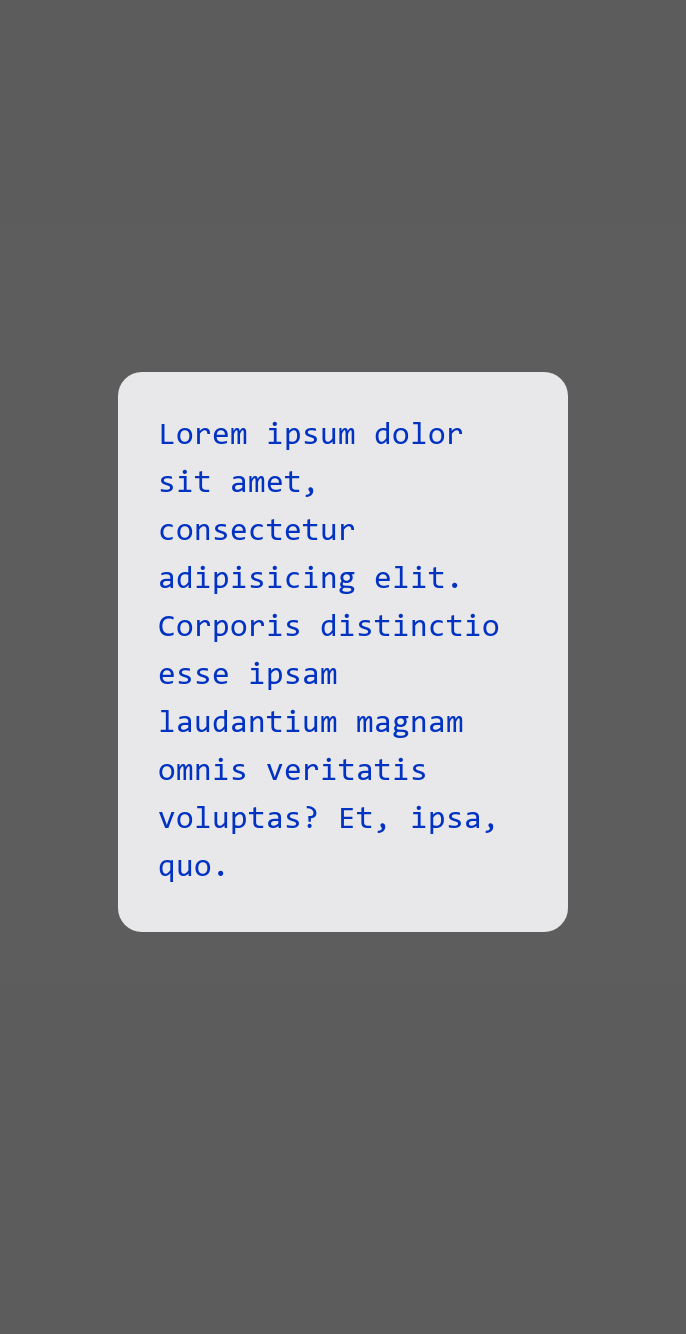 Lorem ipsum dolor
sit amet,
consectetur
adipisicing elit.
Corporis distinctio
esse ipsam
laudantium magnam
omnis veritatis
voluptas? Et, ipsa,
quo.